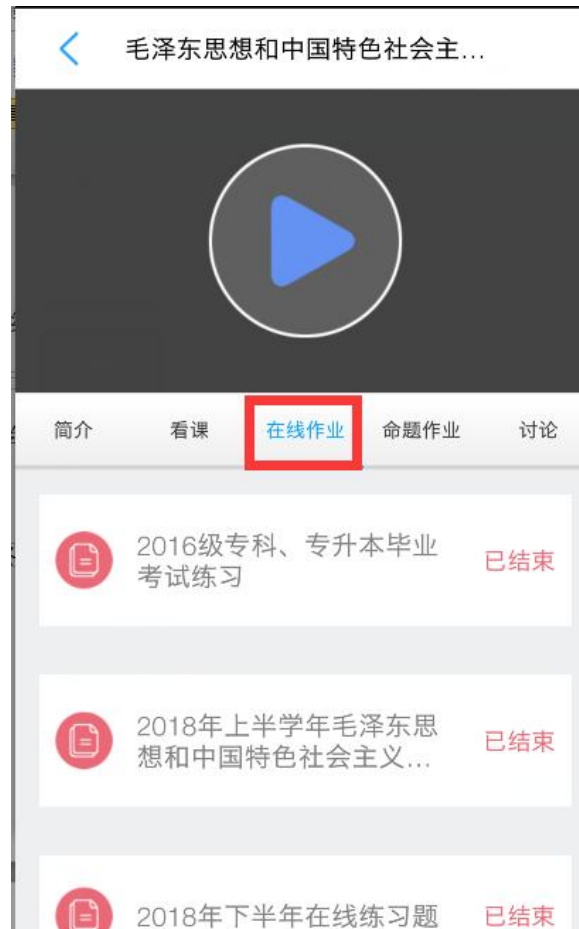 毛泽东思想和中国特色社会主...
简介 看课 在线作业 命题作业 讨论
2016级专科、专升本毕业
考试练习
已结束
2018年上半学年毛泽东思
想和中国特色社会主义...
已结束
2018年下半年在线练习题
已结束